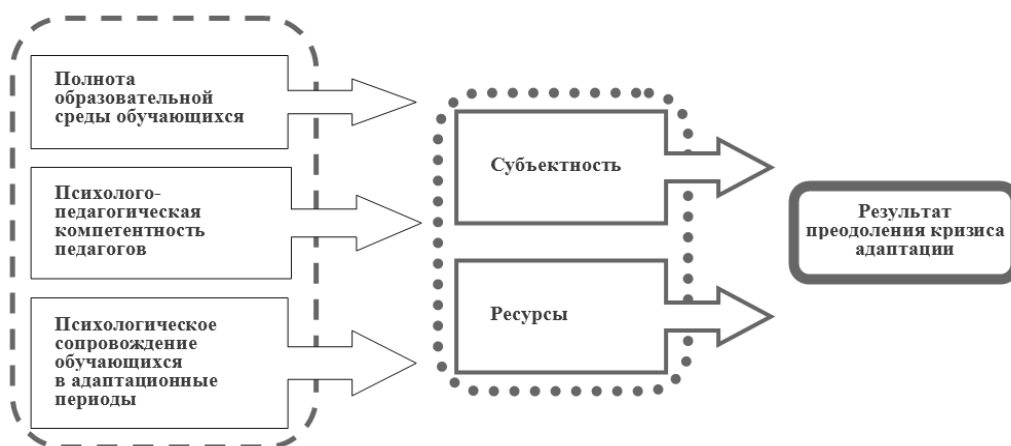 Полнота
образовательной
среды обучающихся
Психолого-
педагогическая
компетентность
педагогов
Психологическое
сопровождение
обучающихся
в адаптационные
периоды
Субъектность
Ресурсы
Результат
преодоления кризиса
адаптации